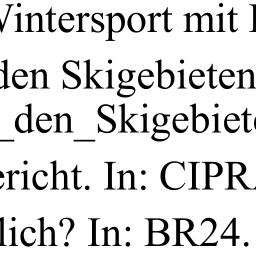 Wintersport mit
den Skigebieten
_den_Skigebiet
ericht. In: CIPR
lich? In: BR24.